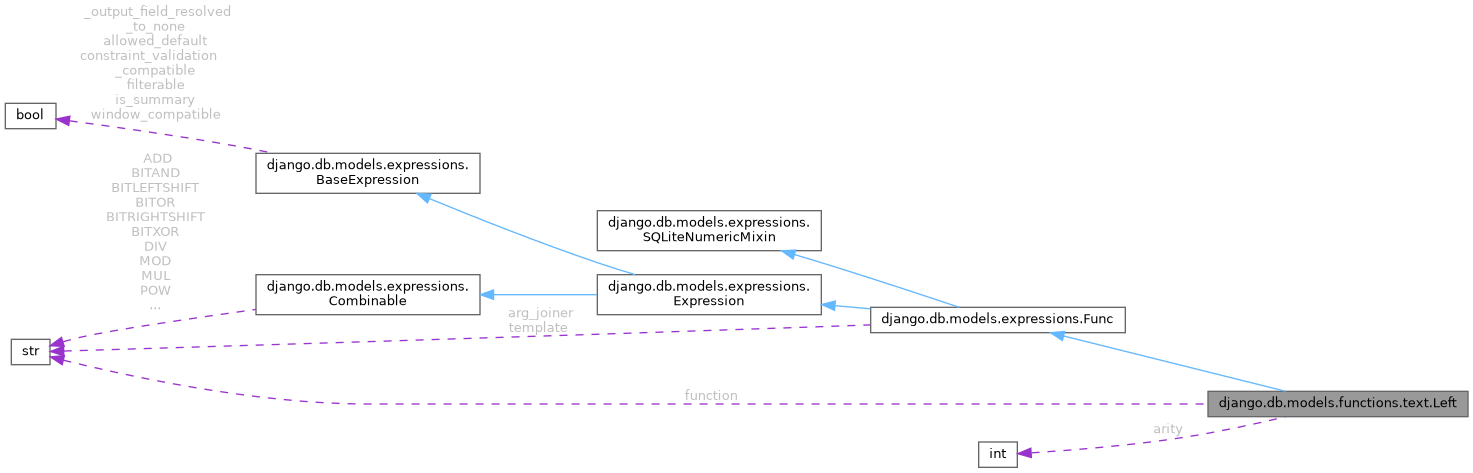 _output_field_resolved
_to_none
allowed_default
constraint_validation
_compatible
filterable
is_summary
window_compatible
bool
django.db.models.expressions.
BaseExpression
ADD
BITAND
BITLEFTSHIFT
BITOR
BITRIGHTSHIFT
BITXOR
DIV
MOD
MUL
POW
...
django.db.models.expressions.
SQLiteNumericMixin
django.db.models.expressions.
Combinable
django.db.models.expressions.
Expression
arg_joiner
template
django.db.models.expressions.Func
str
function
django.db.models.functions.text.Left
arity
int